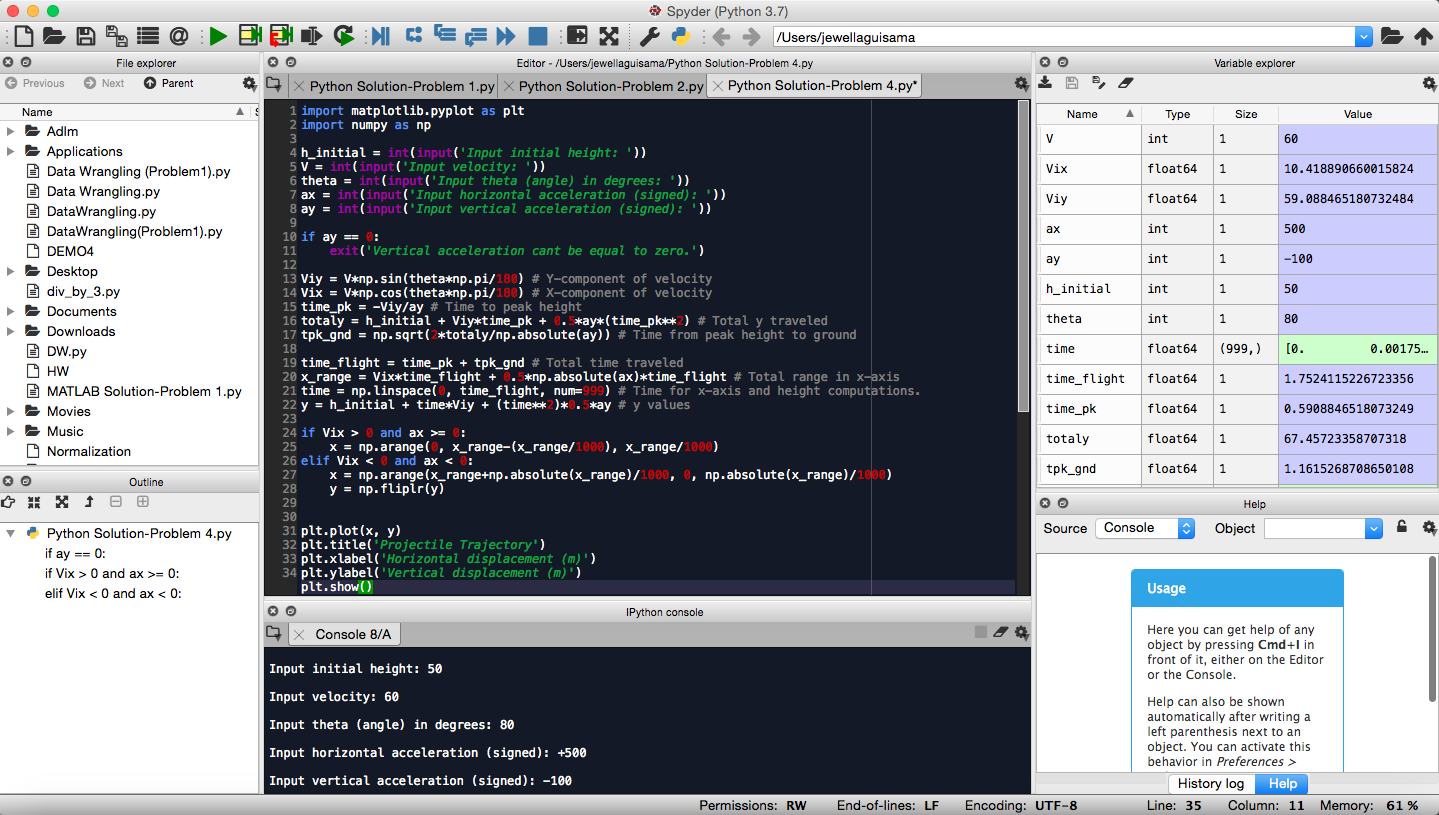 Spyder (Python 3.7)
/Users/jewellaguisama
File explorer
Previous Next Parent
Name S
Adlm
Applications
Data Wrangling (Problem1).py
Data Wrangling.py
DataWrangling.py
DataWrangling(Problem1).py
DEMO4
Desktop
div_by_3.py
Documents
Downloads
DW.py
HW
MATLAB Solution-Problem 1.py
Movies
Music
Normalization
Outline
Python Solution-Problem 4.py
if ay == 0:
if Vix > 0 and ax >= 0:
elif Vix < 0 and ax < 0:
Editor - /Users/jewellaguisama/Python Solution-Problem 4.py
Python Solution-Problem 1.py Python Solution-Problem 2.py Python Solution-Problem 4.py*
1 import matplotlib.pyplot as plt
2 import numpy as np
3
4 h_initial = int(input('Input initial height: '))
5 V = int(input('Input velocity: '))
6 theta = int(input('Input theta (angle) in degrees: '))
7 ax = int(input('Input horizontal acceleration (signed): '))
8 ay = int(input('Input vertical acceleration (signed): '))
9
10 if ay == 0:
11     exit('Vertical acceleration cant be equal to zero.')
12
13 Viy = V*np.sin(theta*np.pi/180) # Y-component of velocity
14 Vix = V*np.cos(theta*np.pi/180) # X-component of velocity
15 time_pk = -Viy/ay # Time to peak height
16 totaly = h_initial + Viy*time_pk + 0.5*ay*(time_pk**2) # Total y traveled
17 tpk_gnd = np.sqrt(2*totaly/np.absolute(ay)) # Time from peak height to ground
18
19 time_flight = time_pk + tpk_gnd # Total time traveled
20 x_range = Vix*time_flight + 0.5*np.absolute(ax)*time_flight # Total range in x-axis
21 time = np.linspace(0, time_flight, num=999) # Time for x-axis and height computations.
22 y = h_initial + time*Viy + (time**2)*0.5*ay # y values
23
24 if Vix > 0 and ax >= 0:
25     x = np.arange(0, x_range-(x_range/1000), x_range/1000)
26 elif Vix < 0 and ax < 0:
27     x = np.arange(x_range+np.absolute(x_range)/1000, 0, np.absolute(x_range)/1000)
28     y = np.fliplr(y)
29
30
31 plt.plot(x, y)
32 plt.title('Projectile Trajectory')
33 plt.xlabel('Horizontal displacement (m)')
34 plt.ylabel('Vertical displacement (m)')
plt.show()
IPython console
Console 8/A
Input initial height: 50
Input velocity: 60
Input theta (angle) in degrees: 80
Input horizontal acceleration (signed): +500
Input vertical acceleration (signed): -100
Variable explorer
Name Type Size Value
V int 1 60
Vix float64 1 10.418890660015824
Viy float64 1 59.088465180732484
ax int 1 500
ay int 1 -100
h_initial int 1 50
theta int 1 80
time float64 (999,) [0. 0.00175…
time_flight float64 1 1.7524115226723356
time_pk float64 1 0.5908846518073249
totaly float64 1 67.45723358707318
tpk_gnd float64 1 1.1615268708650108
Help
Source Console Object
Usage
Here you can get help of any
object by pressing Cmd+I in
front of it, either on the Editor
or the Console.
Help can also be shown
automatically after writing a
left parenthesis next to an
object. You can activate this
behavior in Preferences >
History log Help
Permissions: RW End-of-lines: LF Encoding: UTF-8 Line: 35 Column: 11 Memory: 61 %